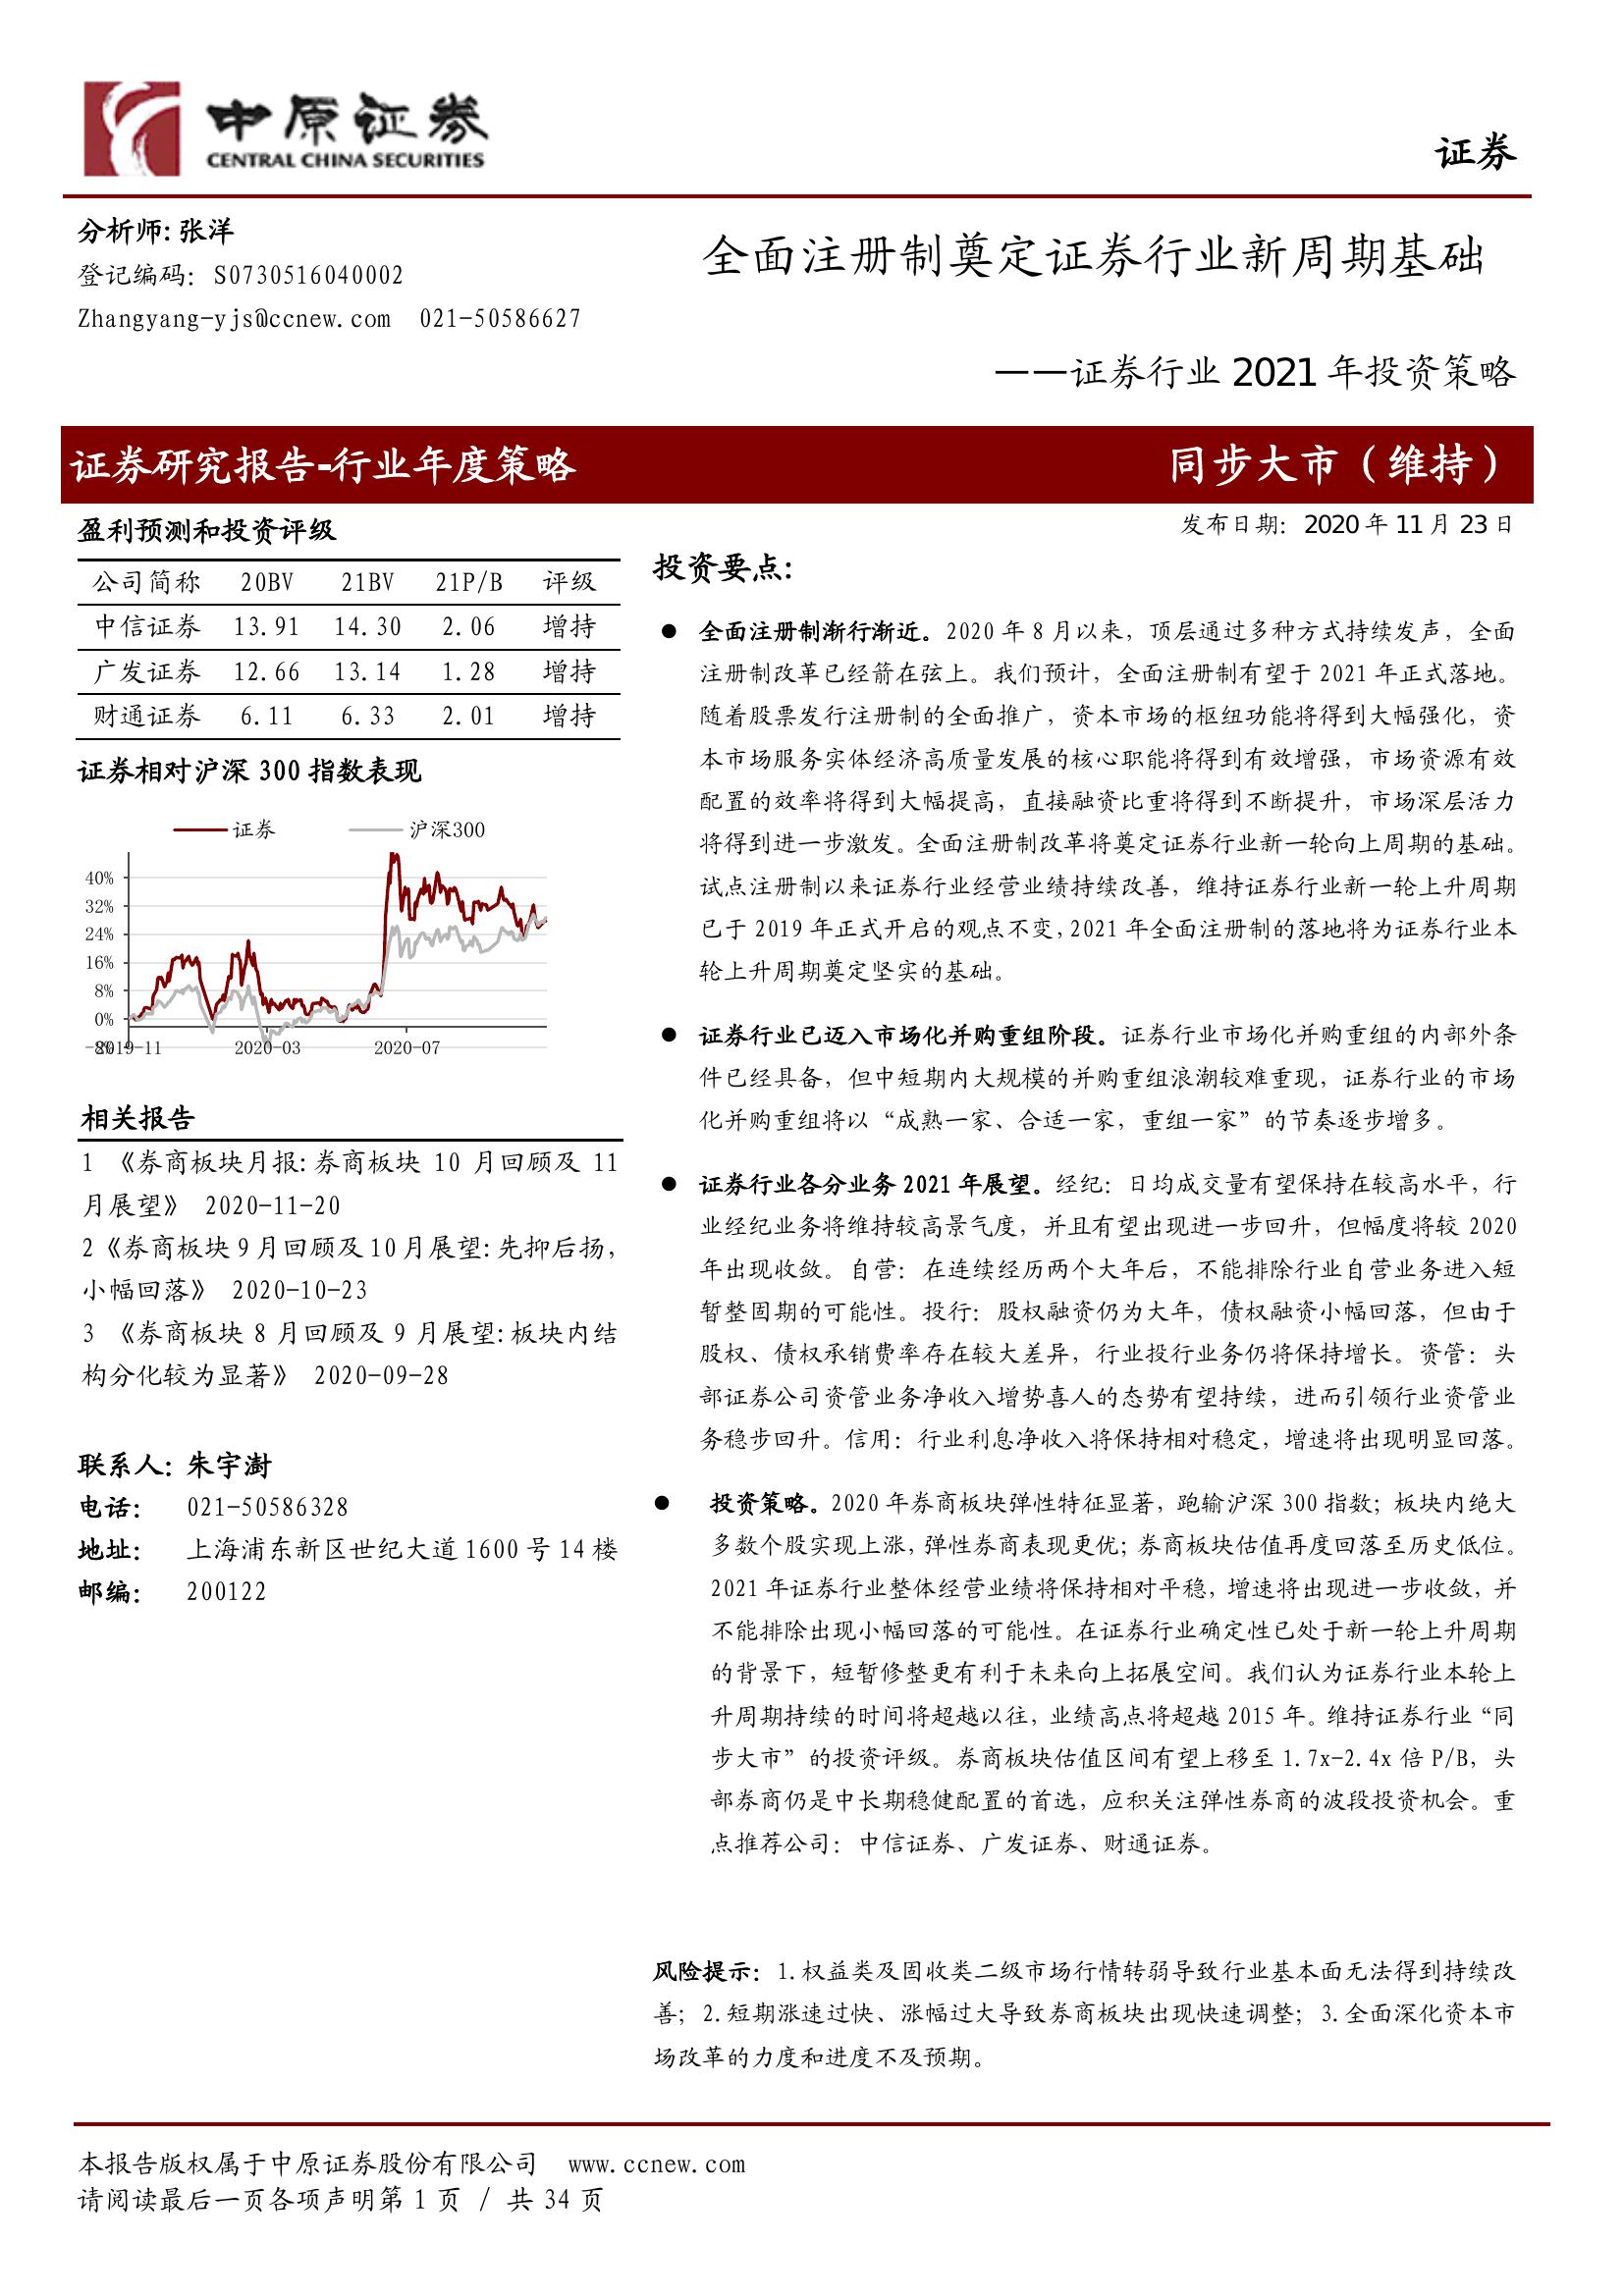 中原证券
CENTRAL CHINA SECURITIES
证券
分析师:张洋
登记编码：S0730516040002
Zhangyang-yjs@ccnew.com 021-50586627
全面注册制奠定证券行业新周期基础
——证券行业 2021 年投资策略
证券研究报告-行业年度策略
同步大市（维持）
盈利预测和投资评级
公司简称 20BV 21BV 21P/B 评级
中信证券 13.91 14.30 2.06 增持
广发证券 12.66 13.14 1.28 增持
财通证券 6.11 6.33 2.01 增持
证券相对沪深 300 指数表现
证券 沪深300
40%
32%
24%
16%
8%
0%
-8%
2019-11 2020-03 2020-07
相关报告
1 《券商板块月报:券商板块 10 月回顾及 11
月展望》 2020-11-20
2《券商板块 9 月回顾及 10 月展望:先抑后扬，
小幅回落》 2020-10-23
3 《券商板块 8 月回顾及 9 月展望:板块内结
构分化较为显著》 2020-09-28
联系人：朱宇澍
电话： 021-50586328
地址： 上海浦东新区世纪大道 1600 号 14 楼
邮编： 200122
发布日期：2020 年 11 月 23 日
投资要点:
● 全面注册制渐行渐近。2020 年 8 月以来，顶层通过多种方式持续发声，全面
注册制改革已经箭在弦上。我们预计，全面注册制有望于 2021 年正式落地。
随着股票发行注册制的全面推广，资本市场的枢纽功能将得到大幅强化，资
本市场服务实体经济高质量发展的核心职能将得到有效增强，市场资源有效
配置的效率将得到大幅提高，直接融资比重将得到不断提升，市场深层活力
将得到进一步激发。全面注册制改革将奠定证券行业新一轮向上周期的基础。
试点注册制以来证券行业经营业绩持续改善，维持证券行业新一轮上升周期
已于 2019 年正式开启的观点不变，2021 年全面注册制的落地将为证券行业本
轮上升周期奠定坚实的基础。
● 证券行业已迈入市场化并购重组阶段。证券行业市场化并购重组的内部外条
件已经具备，但中短期内大规模的并购重组浪潮较难重现，证券行业的市场
化并购重组将以“成熟一家、合适一家，重组一家”的节奏逐步增多。
● 证券行业各分业务 2021 年展望。经纪：日均成交量有望保持在较高水平，行
业经纪业务将维持较高景气度，并且有望出现进一步回升，但幅度将较 2020
年出现收敛。自营：在连续经历两个大年后，不能排除行业自营业务进入短
暂整固期的可能性。投行：股权融资仍为大年，债权融资小幅回落，但由于
股权、债权承销费率存在较大差异，行业投行业务仍将保持增长。资管：头
部证券公司资管业务净收入增势喜人的态势有望持续，进而引领行业资管业
务稳步回升。信用：行业利息净收入将保持相对稳定，增速将出现明显回落。
● 投资策略。2020 年券商板块弹性特征显著，跑输沪深 300 指数；板块内绝大
多数个股实现上涨，弹性券商表现更优；券商板块估值再度回落至历史低位。
2021 年证券行业整体经营业绩将保持相对平稳，增速将出现进一步收敛，并
不能排除出现小幅回落的可能性。在证券行业确定性已处于新一轮上升周期
的背景下，短暂修整更有利于未来向上拓展空间。我们认为证券行业本轮上
升周期持续的时间将超越以往，业绩高点将超越 2015 年。维持证券行业“同
步大市”的投资评级。券商板块估值区间有望上移至 1.7x-2.4x 倍 P/B，头
部券商仍是中长期稳健配置的首选，应积关注弹性券商的波段投资机会。重
点推荐公司：中信证券、广发证券、财通证券。
风险提示：1.权益类及固收类二级市场行情转弱导致行业基本面无法得到持续改
善；2.短期涨速过快、涨幅过大导致券商板块出现快速调整；3.全面深化资本市
场改革的力度和进度不及预期。
本报告版权属于中原证券股份有限公司 www.ccnew.com
请阅读最后一页各项声明第 1 页 / 共 34 页